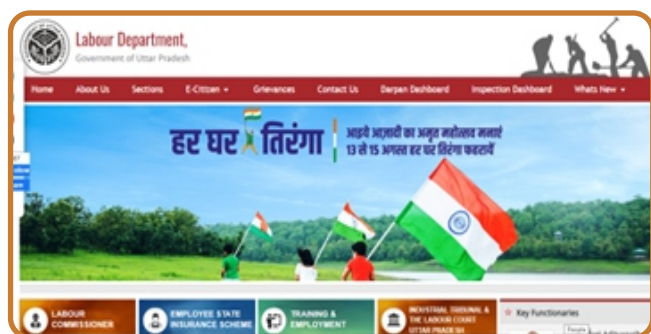 Labour Department,
Government of Uttar Pradesh
Home About Us Sections E-Citizen Grievances Contact Us Darpan Dashboard Inspection Dashboard Whats New
हर घर तिरंगा
आइये आज़ादी का अमृत महोत्सव मनाएं
13 से 15 अगस्त हर घर तिरंगा फहरायें
LABOUR
COMMISSIONER
EMPLOYEE STATE
INSURANCE SCHEME
TRAINING &
EMPLOYMENT
INDUSTRIAL TRIBUNAL &
THE LABOUR COURT
UTTAR PRADESH
Key Functionaries
People